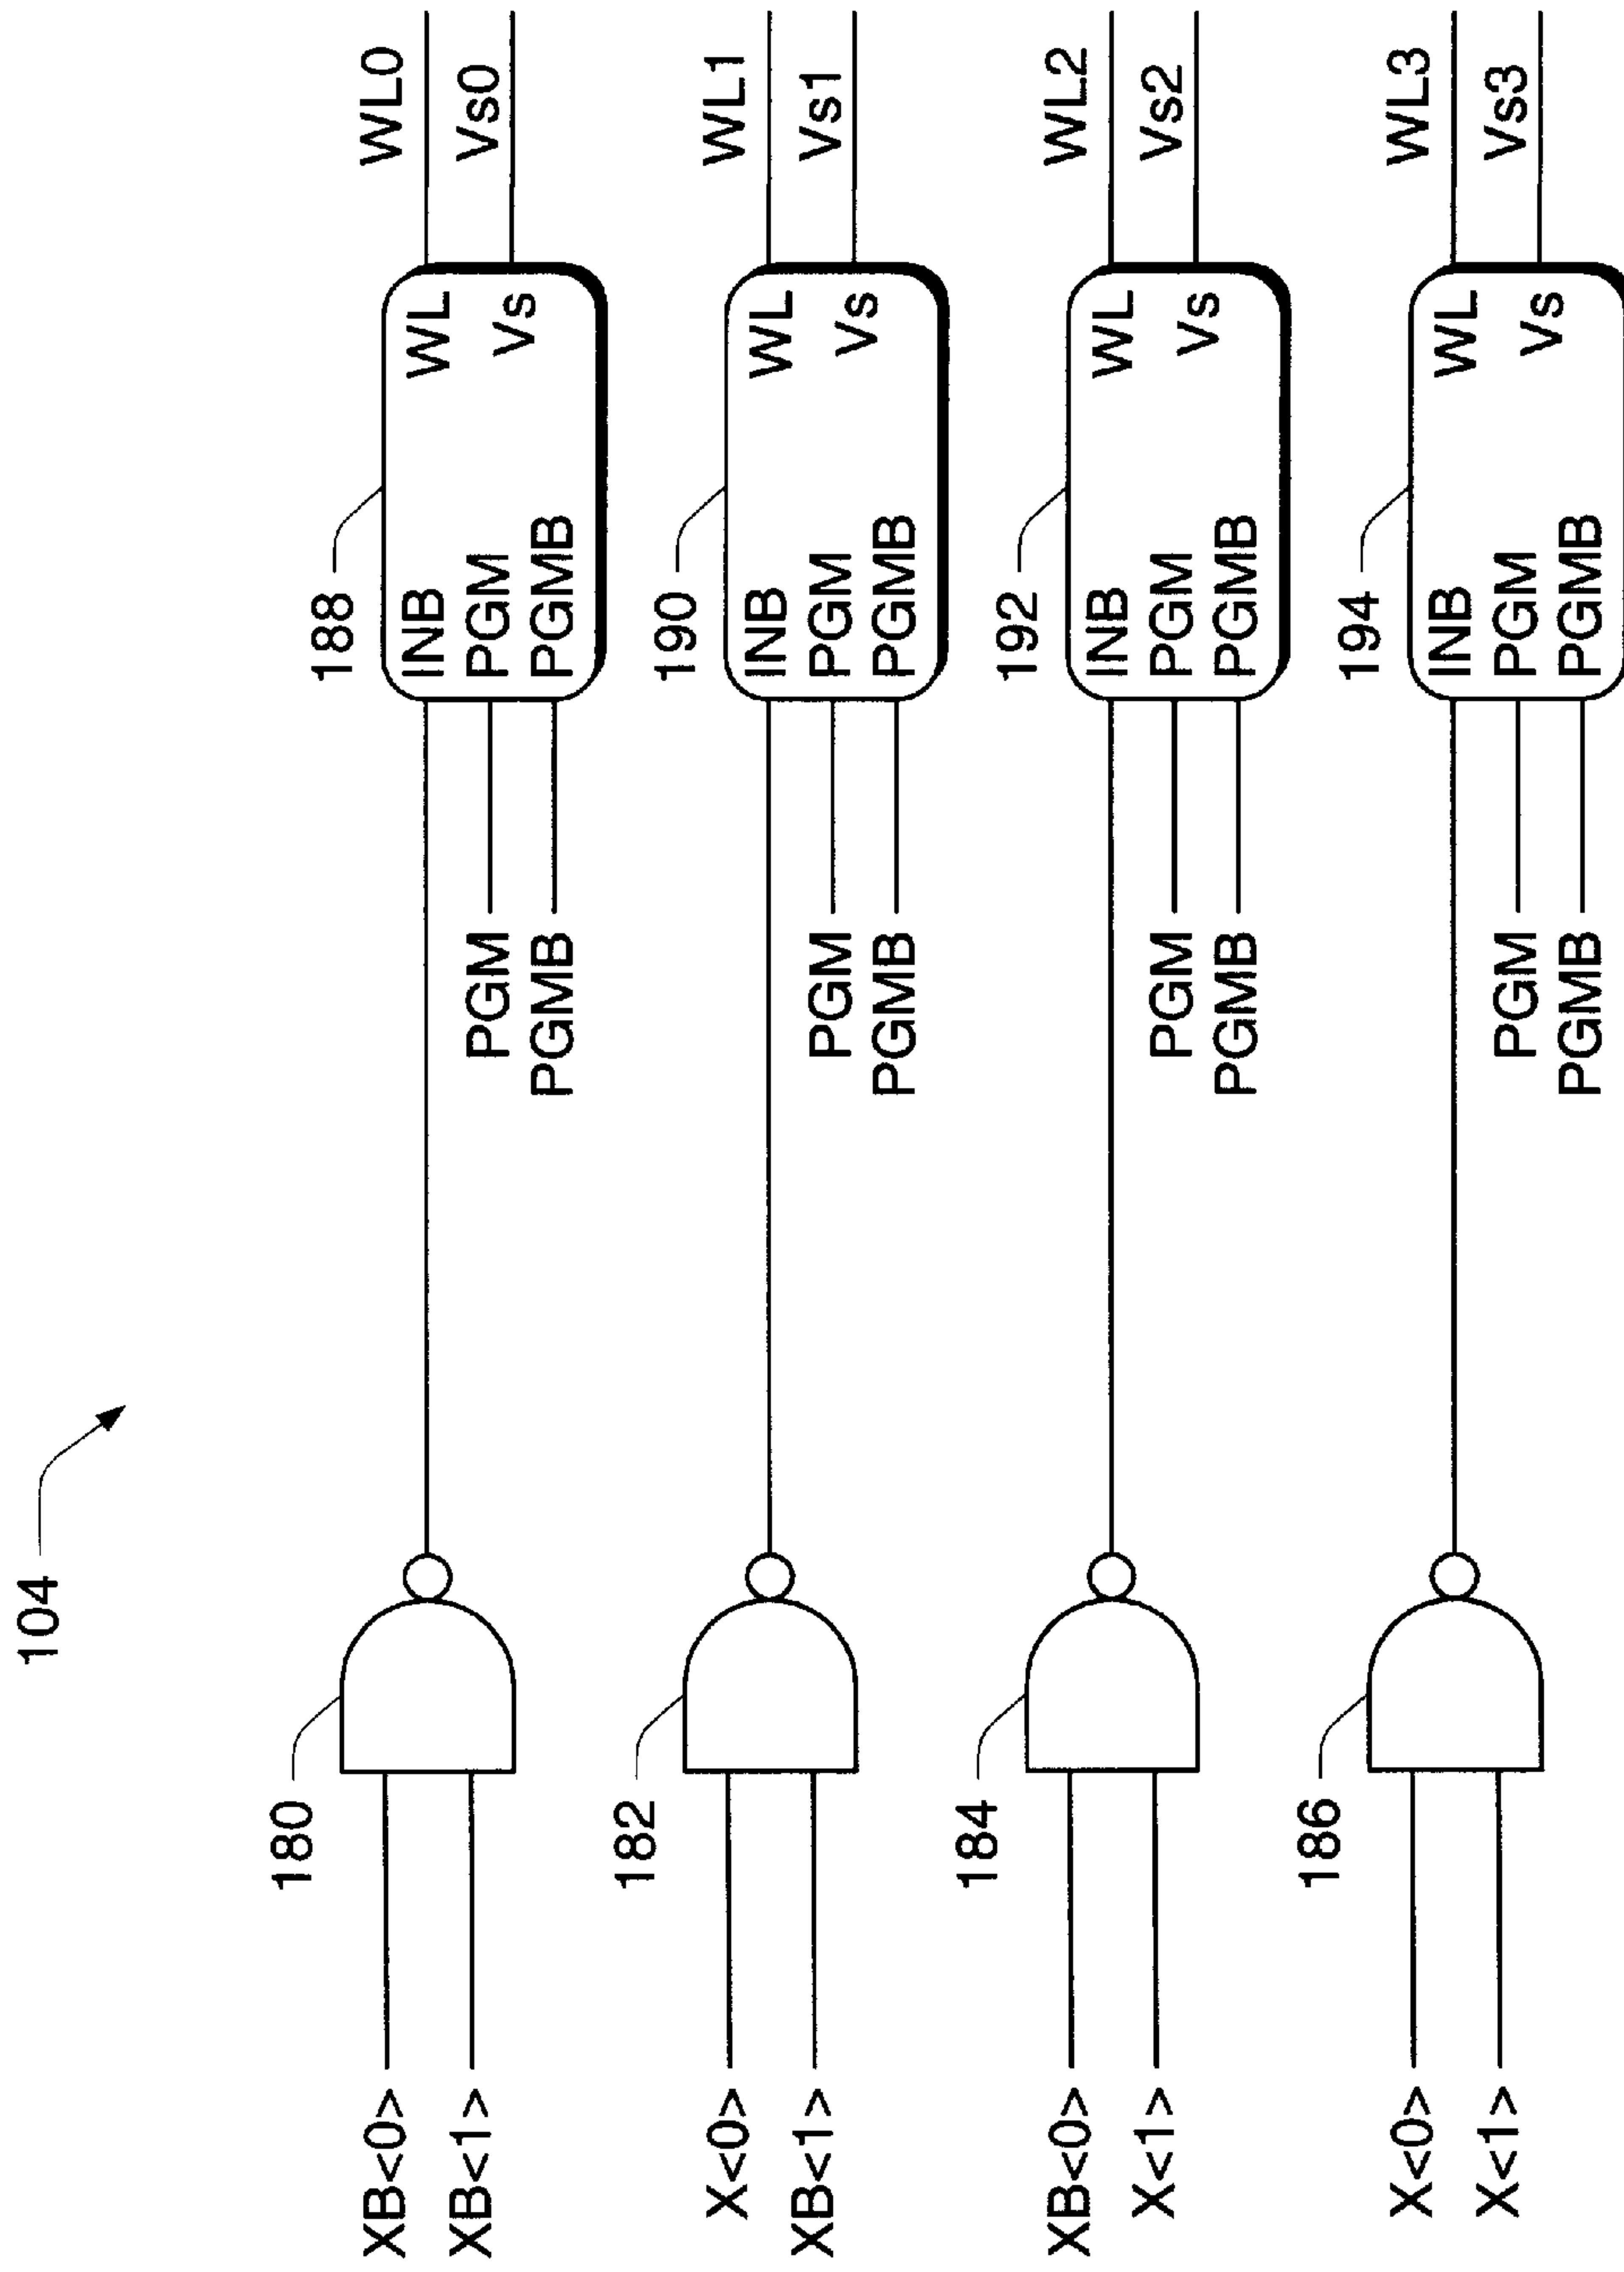 104
180
XB<0>
XB<1>
188
INB
PGM
PGMB
WL
Vs
PGM
PGMB
WL0
Vs0
182
X<0>
XB<1>
190
INB
PGM
PGMB
WL
Vs
PGM
PGMB
WL1
Vs1
184
XB<0>
X<1>
192
INB
PGM
PGMB
WL
Vs
PGM
PGMB
WL2
Vs2
186
X<0>
X<1>
194
INB
PGM
PGMB
WL
Vs
PGM
PGMB
WL3
Vs3